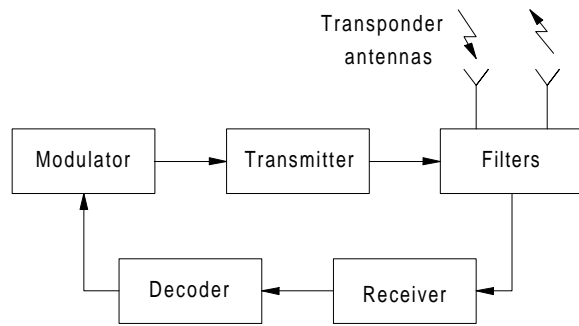 Transponder
antennas
Modulator
Transmitter
Filters
Decoder
Receiver